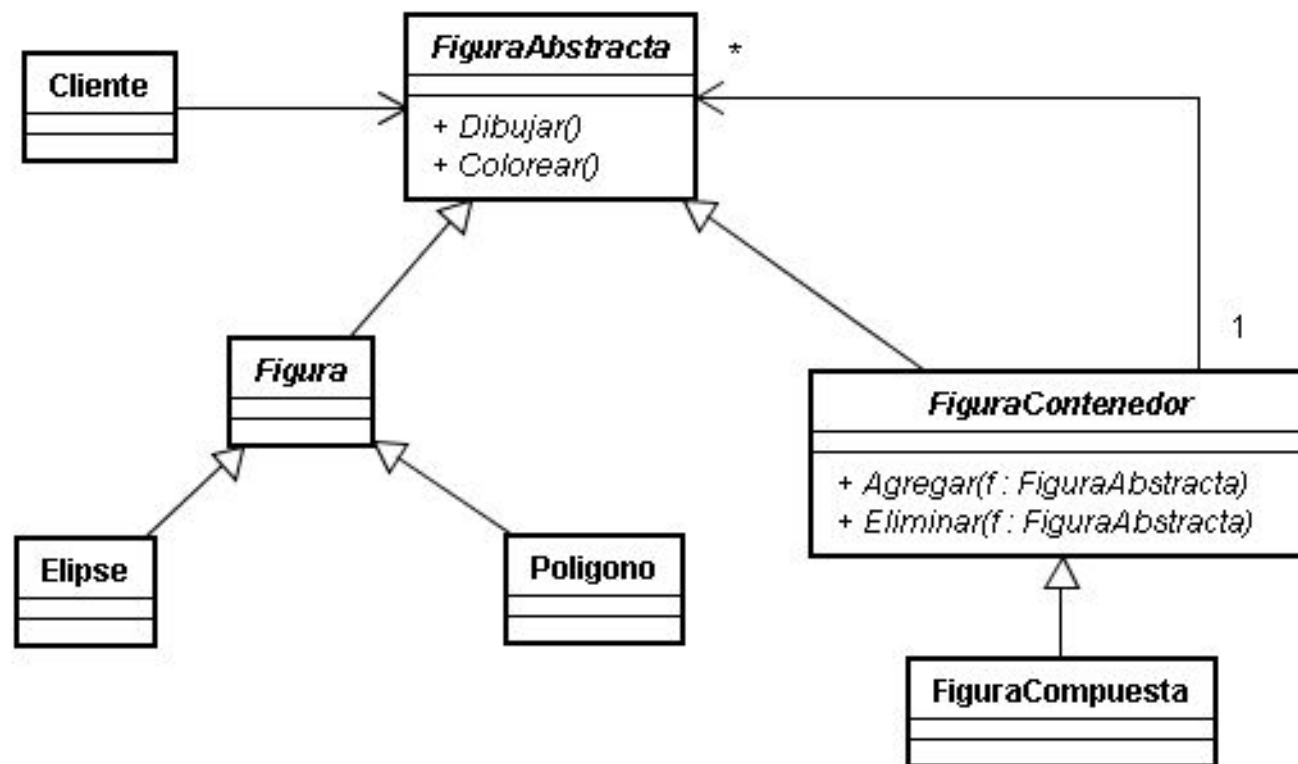 FiguraAbstracta
*
Cliente
+ Dibujar()
+ Colorear()
1
Figura
FiguraContenedor
+ Agregar(f : FiguraAbstracta)
+ Eliminar(f : FiguraAbstracta)
Elipse
Poligono
FiguraCompuesta